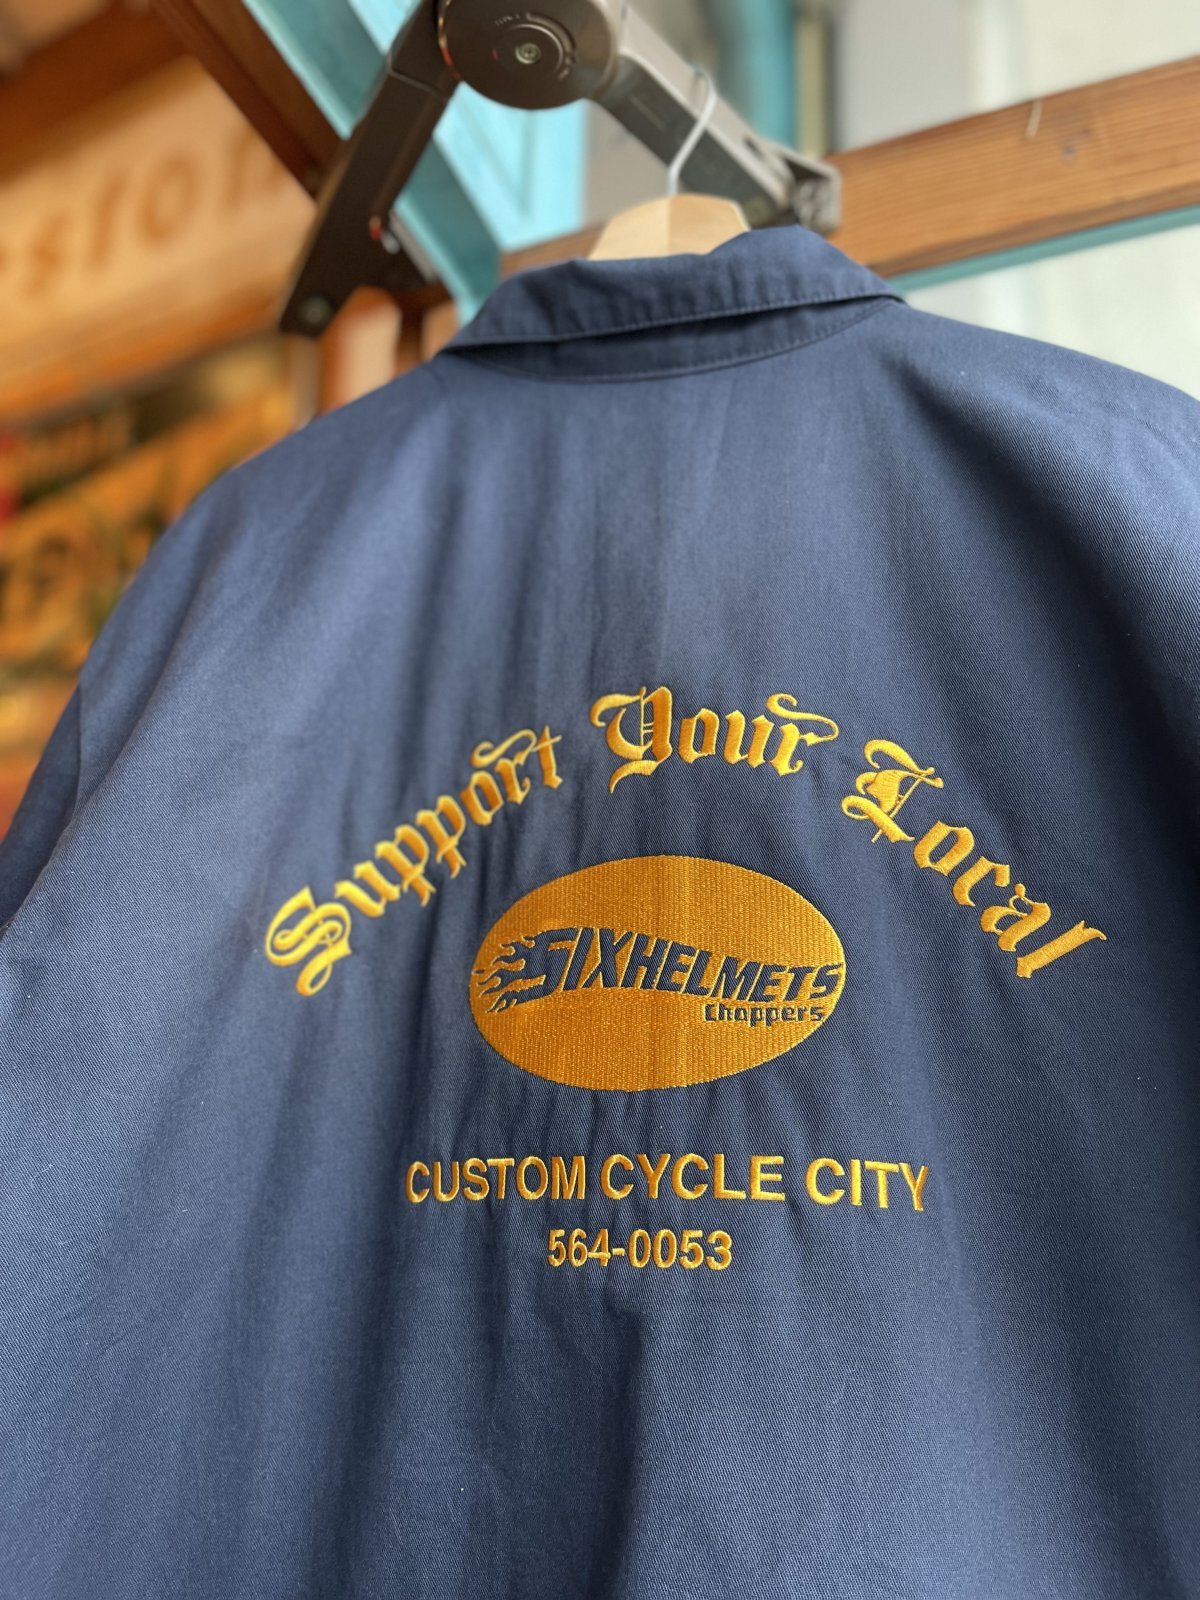 Support Your Local
SIXHELMETS
Choppers
CUSTOM CYCLE CITY
564-0053